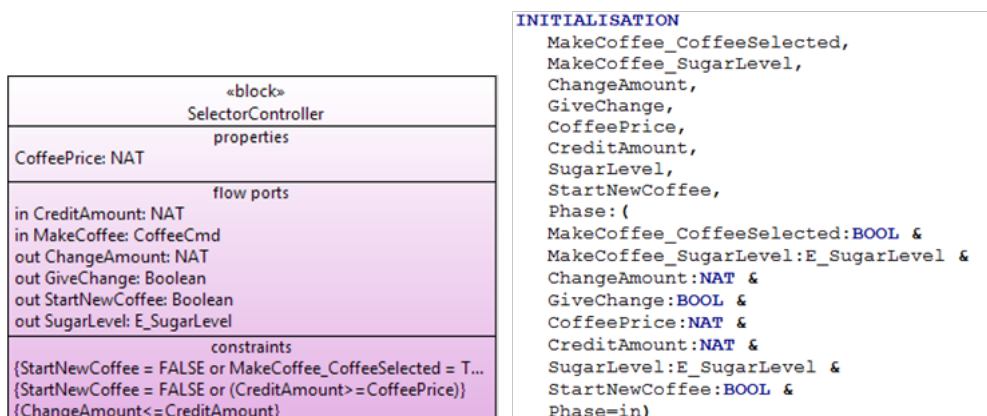 «block»
SelectorController
properties
CoffeePrice: NAT
flow ports
in CreditAmount: NAT
in MakeCoffee: CoffeeCmd
out ChangeAmount: NAT
out GiveChange: Boolean
out StartNewCoffee: Boolean
out SugarLevel: E_SugarLevel
constraints
{StartNewCoffee = FALSE or MakeCoffee_CoffeeSelected = T...
{StartNewCoffee = FALSE or (CreditAmount>=CoffeePrice)}
{ChangeAmount<=CreditAmount}
INITIALISATION
MakeCoffee_CoffeeSelected,
MakeCoffee_SugarLevel,
ChangeAmount,
GiveChange,
CoffeePrice,
CreditAmount,
SugarLevel,
StartNewCoffee,
Phase:(
MakeCoffee_CoffeeSelected:BOOL &
MakeCoffee_SugarLevel:E_SugarLevel &
ChangeAmount:NAT &
GiveChange:BOOL &
CoffeePrice:NAT &
CreditAmount:NAT &
SugarLevel:E_SugarLevel &
StartNewCoffee:BOOL &
Phase=in)